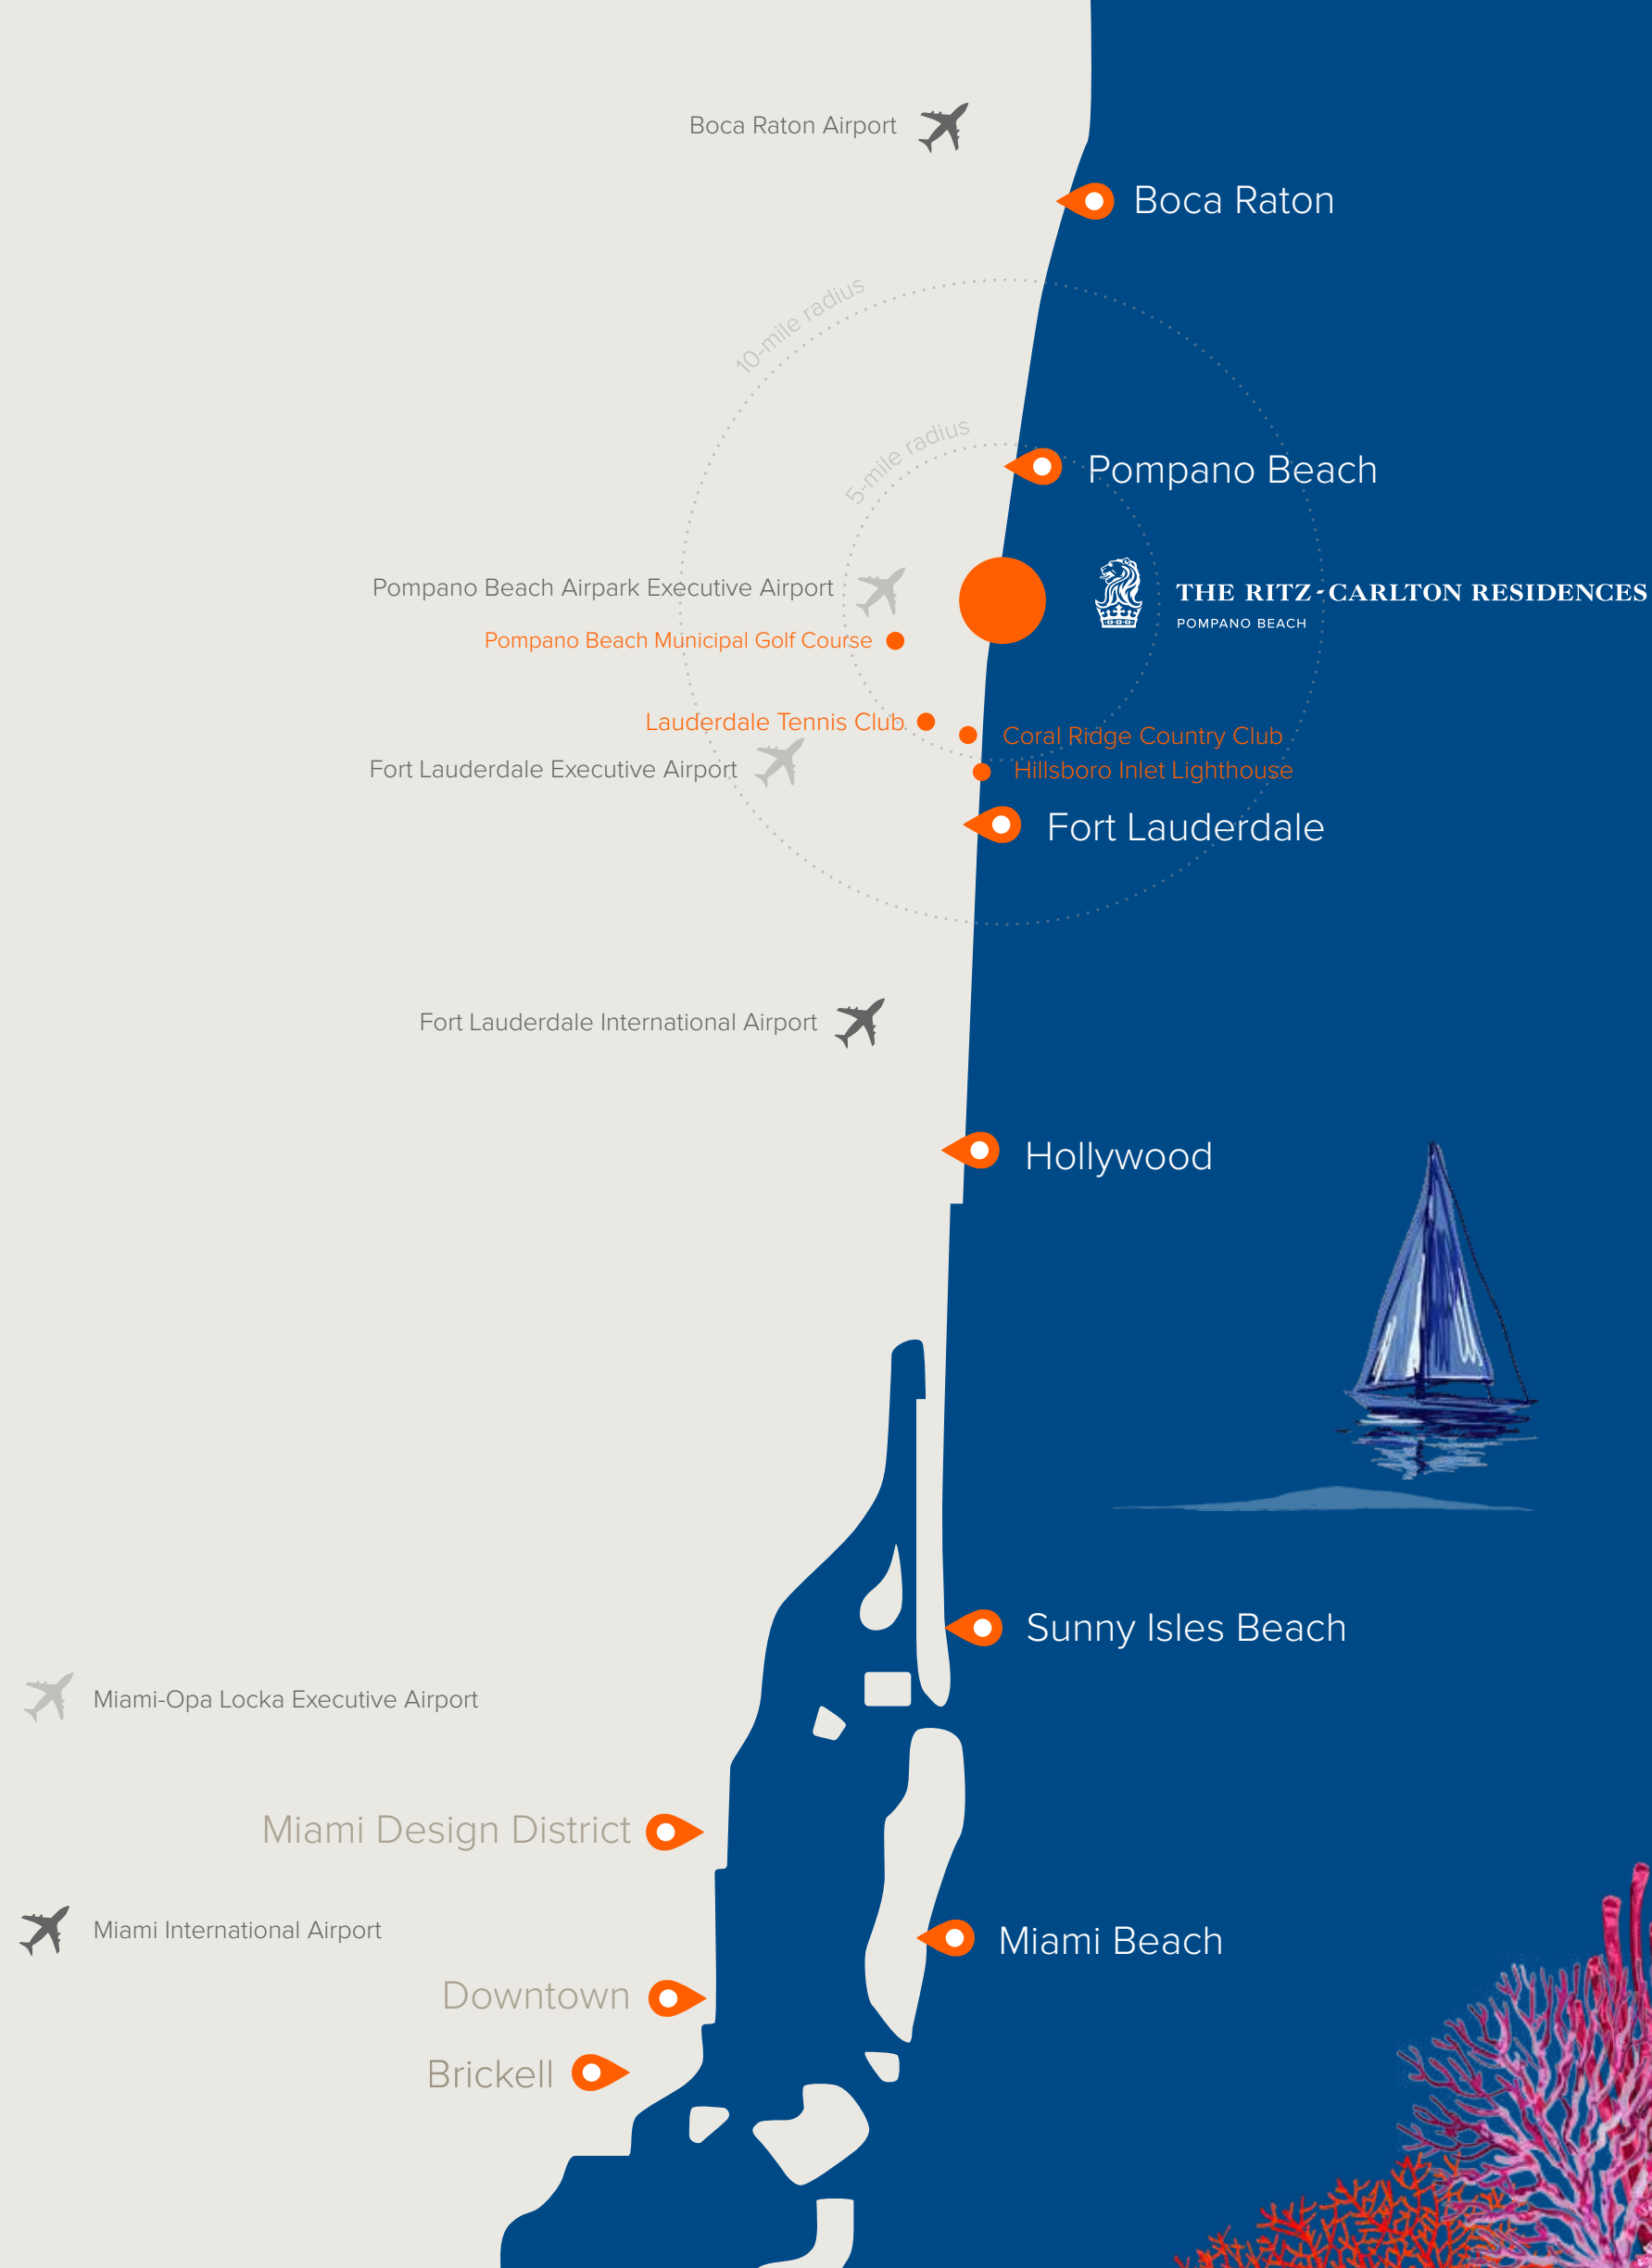 Boca Raton Airport
Boca Raton
10-mile radius
5-mile radius
Pompano Beach
Pompano Beach Airpark Executive Airport
THE RITZ-CARLTON RESIDENCES
POMPANO BEACH
Pompano Beach Municipal Golf Course
Lauderdale Tennis Club
Coral Ridge Country Club
Fort Lauderdale Executive Airport
Hillsboro Inlet Lighthouse
Fort Lauderdale
Fort Lauderdale International Airport
Hollywood
Sunny Isles Beach
Miami-Opa Locka Executive Airport
Miami Design District
Miami International Airport
Miami Beach
Downtown
Brickell